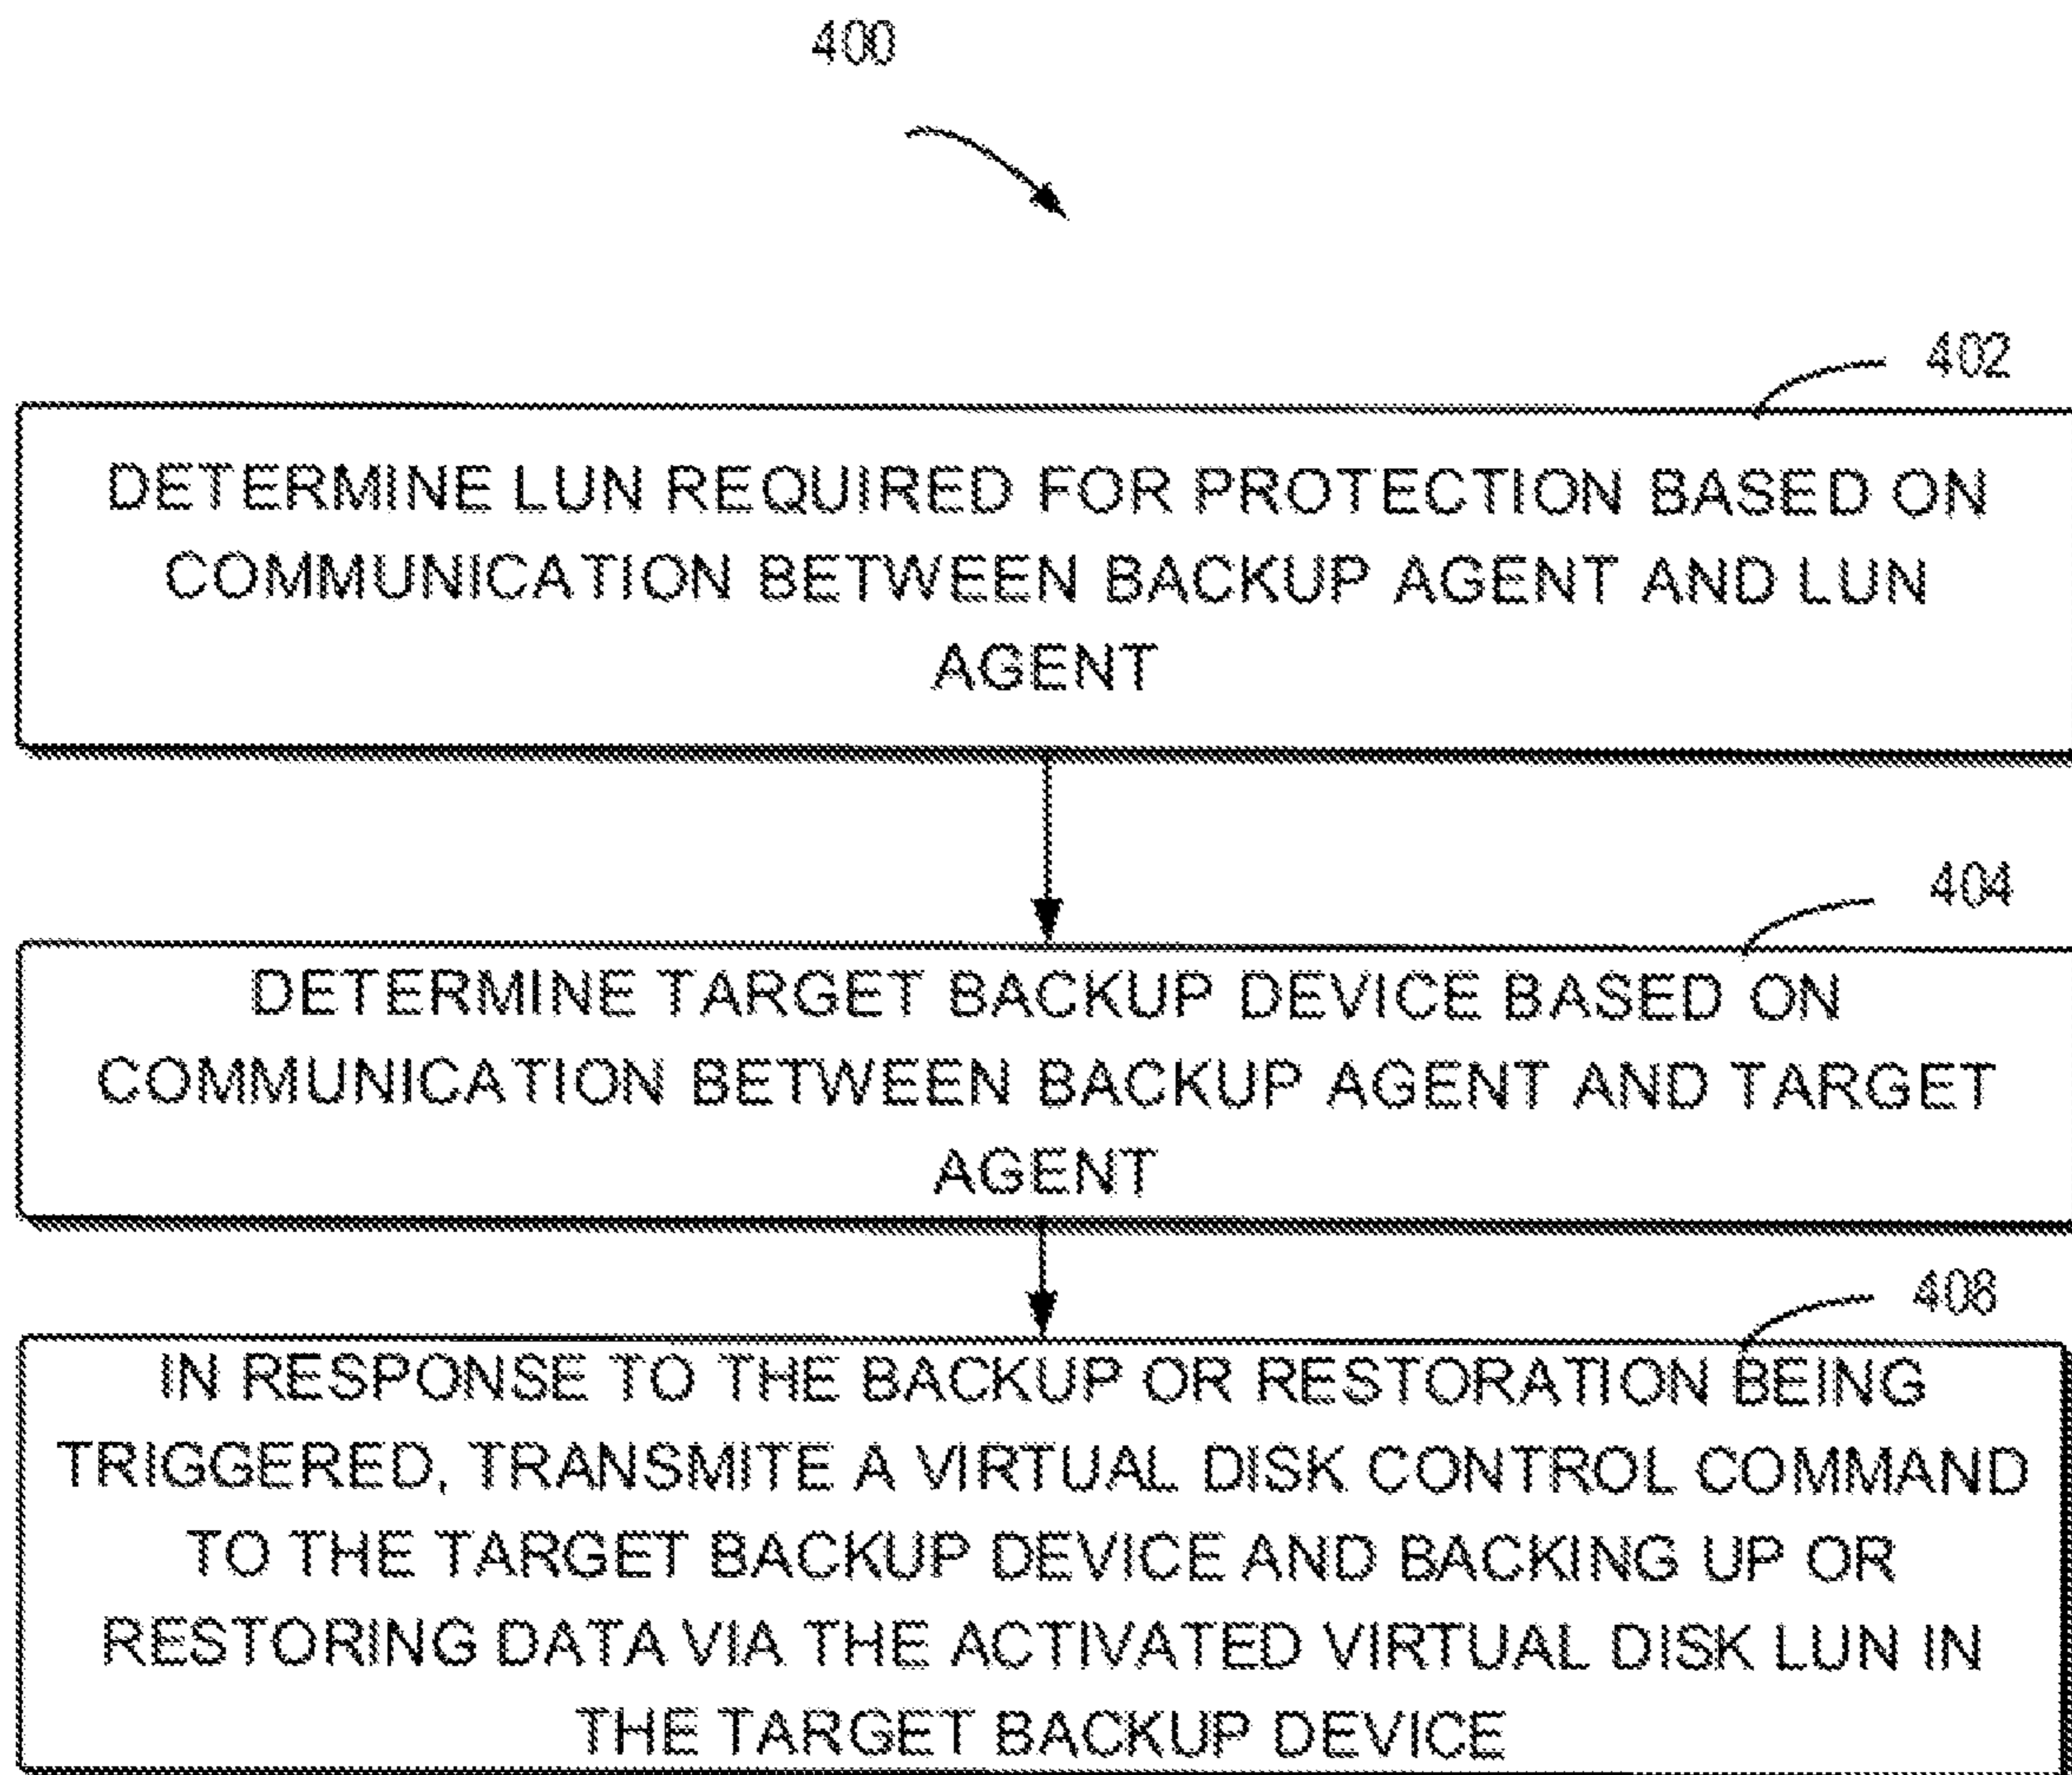 400
402
DETERMINE LUN REQUIRED FOR PROTECTION BASED ON
COMMUNICATION BETWEEN BACKUP AGENT AND LUN
AGENT
404
DETERMINE TARGET BACKUP DEVICE BASED ON
COMMUNICATION BETWEEN BACKUP AGENT AND TARGET
AGENT
408
IN RESPONSE TO THE BACKUP OR RESTORATION BEING
TRIGGERED, TRANSMITE A VIRTUAL DISK CONTROL COMMAND
TO THE TARGET BACKUP DEVICE AND BACKING UP OR
RESTORING DATA VIA THE ACTIVATED VIRTUAL DISK LUN IN
THE TARGET BACKUP DEVICE